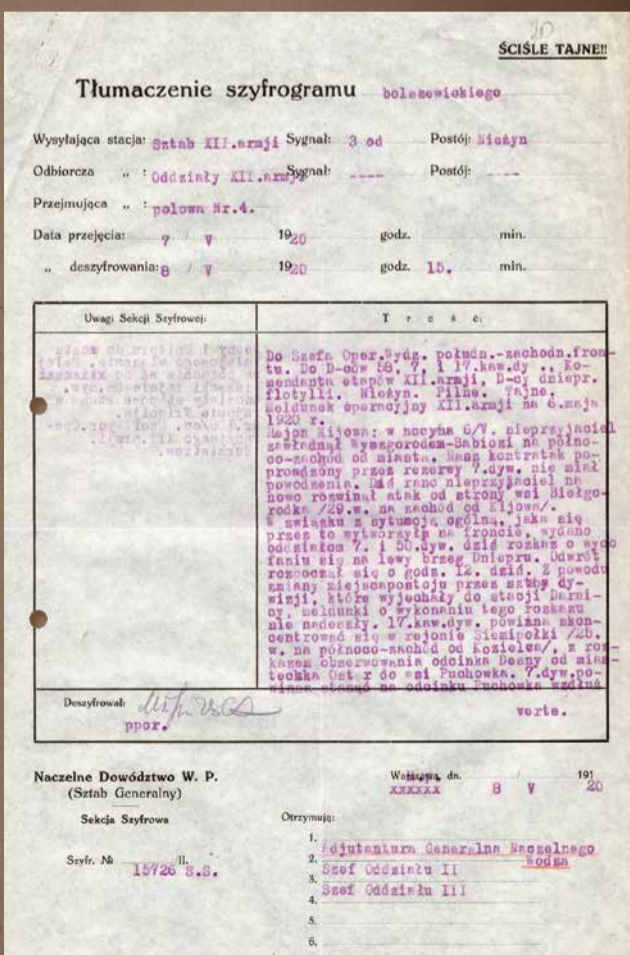 20
ŚCIŚLE TAJNE!!
Tłumaczenie szyfrogramu bolszewickiego
Wysyłająca stacja: Sztab XII.armji Sygnał: 3 od Postój: Nieżyn
Odbiorcza „ : Oddziały XII.armji Sygnał: ---- Postój: ----
Przejmująca „ : polowa Nr.4.
Data przejęcia: 7 / V 1920 godz. min.
„ deszyfrowania: 8 / V 1920 godz. 15. min.
Uwagi Sekcji Szyfrowej: Treść:
Do Szefa Oper.Wydz. połudn.-zachodn.fron-
tu. Do D-ców 58, 7, i 17.kaw.dy ., Ko-
mendanta etapów XII.armji, D-cy dniepr.
flotylli. Nieżyn. Pilne. Tajne.
Meldunek operacyjny XII.armji na 6.maja
1920 r.
Rejon Kijowa: w nocy na 6/V. nieprzyjaciel
zawładnął Wyszgorodem-Babiozi na półno-
co-zachód od miasta. Nasz kontratak po-
prowadzony przez rezerwy 7.dyw. nie miał
powodzenia. Dziś rano nieprzyjaciel na
nowo rozwinął atak od strony wsi Biełgo-
rodka /29.w. na zachód od Kijowa/.
W związku z sytuacją ogólną, jaka się
przez to wytworzyła na froncie, wydano
oddziałom 7. i 58.dyw. dziś rozkaz o wyco
faniu się na lewy brzeg Dniepru. Odwrót
rozpoczął się o godz. 12. dziś. Z powodu
zmiany miejscapostoju przez sztaby dy-
wizji, które wyjechały do stacji Darni-
cy, meldunki o wykonaniu tego rozkazu
nie nadeszły. 17.kaw.dyw. powinna skon-
centrować się w rejonie Siemipołki /25.
w. na północo-zachód od Kozielca/, z roz-
kazem obserwowania odcinka Desny od mias-
teczka Ost r do wsi Puchowka. 7.dyw.po-
winna stanąć na odcinku Puchowka wzdłuż
Deszyfrował:
ppor.
verte.
Naczelne Dowództwo W. P.
(Sztab Generalny)
Sekcja Szyfrowa
Szyfr. № /II.
15726 S.S.
Warszawa, dn. / 191
xxxxxx 8 V 20
Otrzymują:
1. Adjutantura Generalna Naczelnego
2. Wodza
Szef Oddziału II
3.
Szef Oddziału III
4.
5.
6.